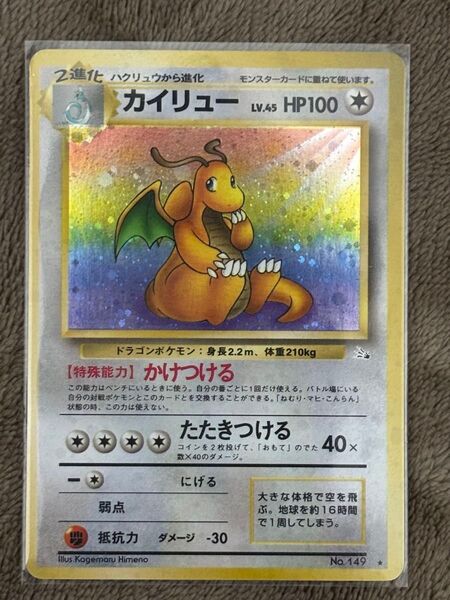 2進化 ハクリュウから進化 モンスターカードに重ねて使います。
カイリュー LV.45 HP100
ドラゴンポケモン：身長2.2m、体重210kg
【特殊能力】かけつける
この能力はベンチにいるときに使う。自分の番ごとに1回だけ使える。バトル場にいる
自分の対戦ポケモンとこのカードとを交換することができる。「ねむり・マヒ・こんらん」
状態の時、この力は使えない。
たたきつける 40×
コインを2枚投げて、「おもて」のでた
数×40のダメージ。
にげる
弱点
抵抗力 ダメージ -30
大きな体格で空を飛
ぶ。地球を約16時間
で1周してしまう。
Illus.Kagemaru Himeno
No.149 ★